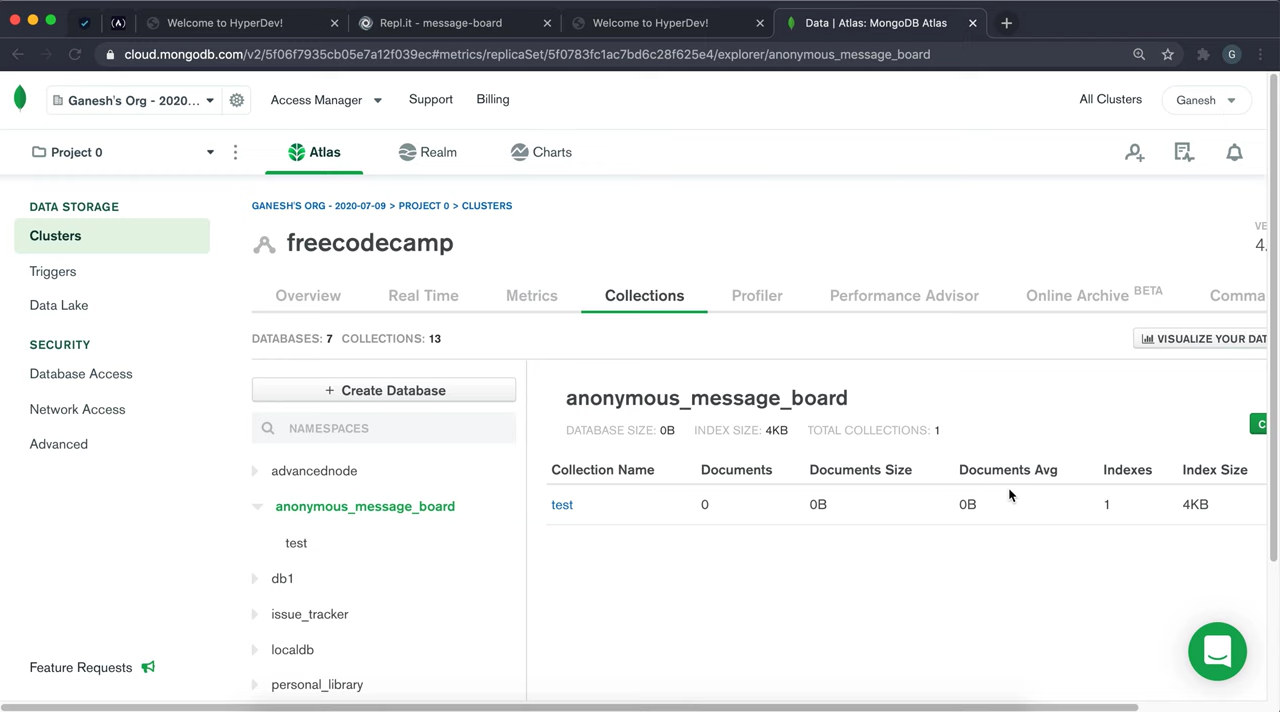 Welcome to HyperDev!
Repl.it - message-board
Welcome to HyperDev!
Data | Atlas: MongoDB Atlas
cloud.mongodb.com/v2/5f06f7935cb05e7a12f039ec#metrics/replicaSet/5f0783fc1ac7bd6c28f625e4/explorer/anonymous_message_board
G
Ganesh's Org - 2020...
Access Manager
Support
Billing
All Clusters
Ganesh
Project 0
Atlas
Realm
Charts
DATA STORAGE
Clusters
Triggers
Data Lake
SECURITY
Database Access
Network Access
Advanced
Feature Requests
GANESH'S ORG - 2020-07-09 > PROJECT 0 > CLUSTERS
freecodecamp
VE
4.
Overview
Real Time
Metrics
Collections
Profiler
Performance Advisor
Online Archive BETA
Comma
DATABASES: 7 COLLECTIONS: 13
VISUALIZE YOUR DAT
+ Create Database
NAMESPACES
advancednode
anonymous_message_board
test
db1
issue_tracker
localdb
personal_library
anonymous_message_board
DATABASE SIZE: 0B INDEX SIZE: 4KB TOTAL COLLECTIONS: 1
C
Collection Name Documents Documents Size Documents Avg Indexes Index Size
test 0 0B 0B 1 4KB